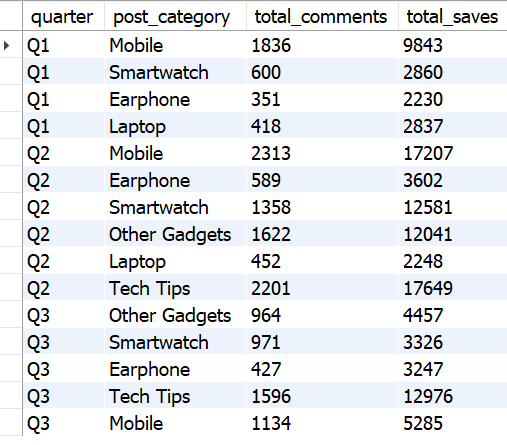 quarter post_category total_comments total_saves
Q1 Mobile 1836 9843
Q1 Smartwatch 600 2860
Q1 Earphone 351 2230
Q1 Laptop 418 2837
Q2 Mobile 2313 17207
Q2 Earphone 589 3602
Q2 Smartwatch 1358 12581
Q2 Other Gadgets 1622 12041
Q2 Laptop 452 2248
Q2 Tech Tips 2201 17649
Q3 Other Gadgets 964 4457
Q3 Smartwatch 971 3326
Q3 Earphone 427 3247
Q3 Tech Tips 1596 12976
Q3 Mobile 1134 5285